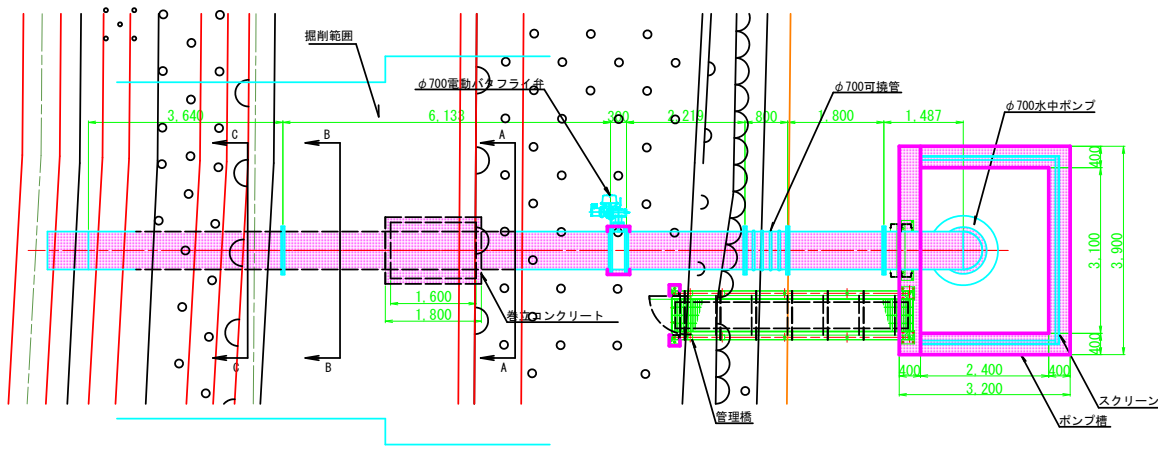 掘削範囲
φ700電動バタフライ弁
φ700可撓管
φ700水中ポンプ
3.640
6.133
300
2.219
800
1.800
1.487
C
B
A
400
3.100
3.900
400
1.600
1.800
巻立コンクリート
C
B
A
400
2.400
400
3.200
スクリーン
管理橋
ポンプ槽